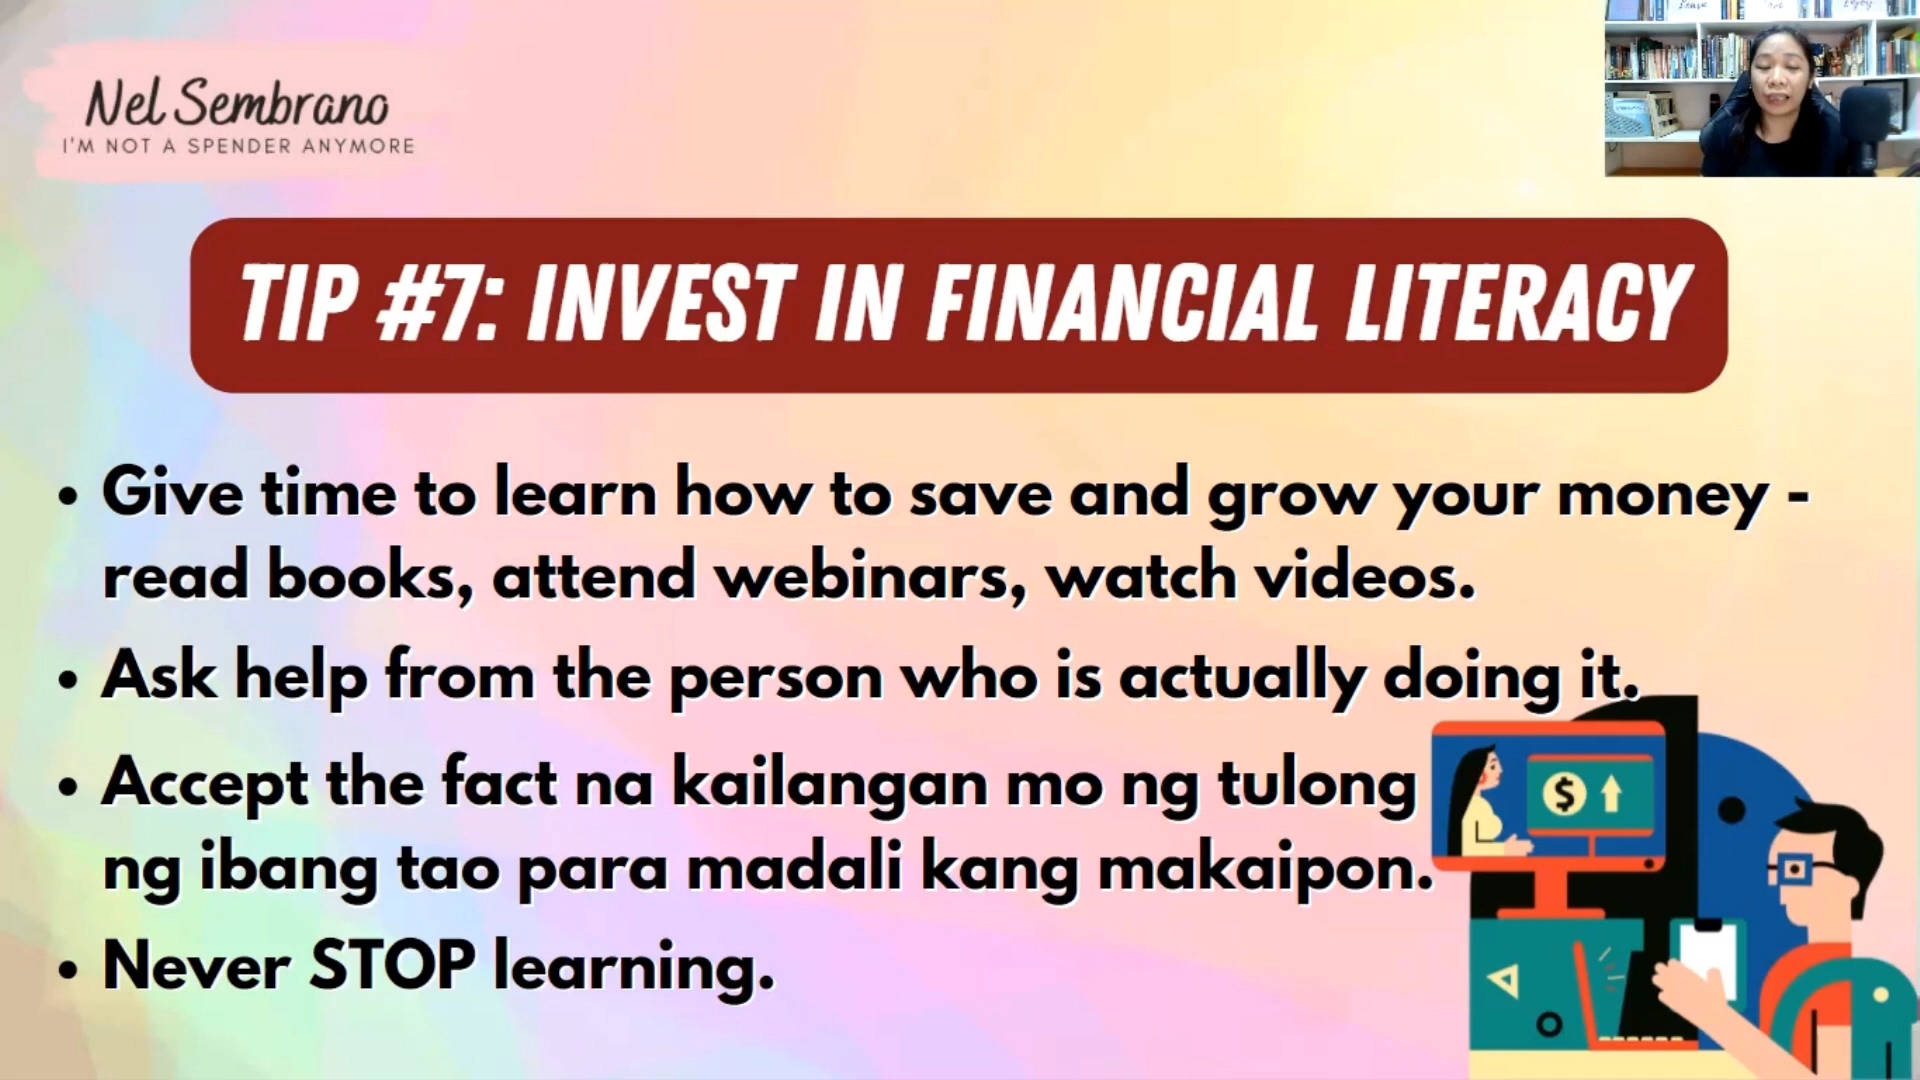 Nel Sembrano
I'M NOT A SPENDER ANYMORE
TIP #7: INVEST IN FINANCIAL LITERACY
• Give time to learn how to save and grow your money -
read books, attend webinars, watch videos.
• Ask help from the person who is actually doing it.
• Accept the fact na kailangan mo ng tulong
ng ibang tao para madali kang makaipon.
• Never STOP learning.
$